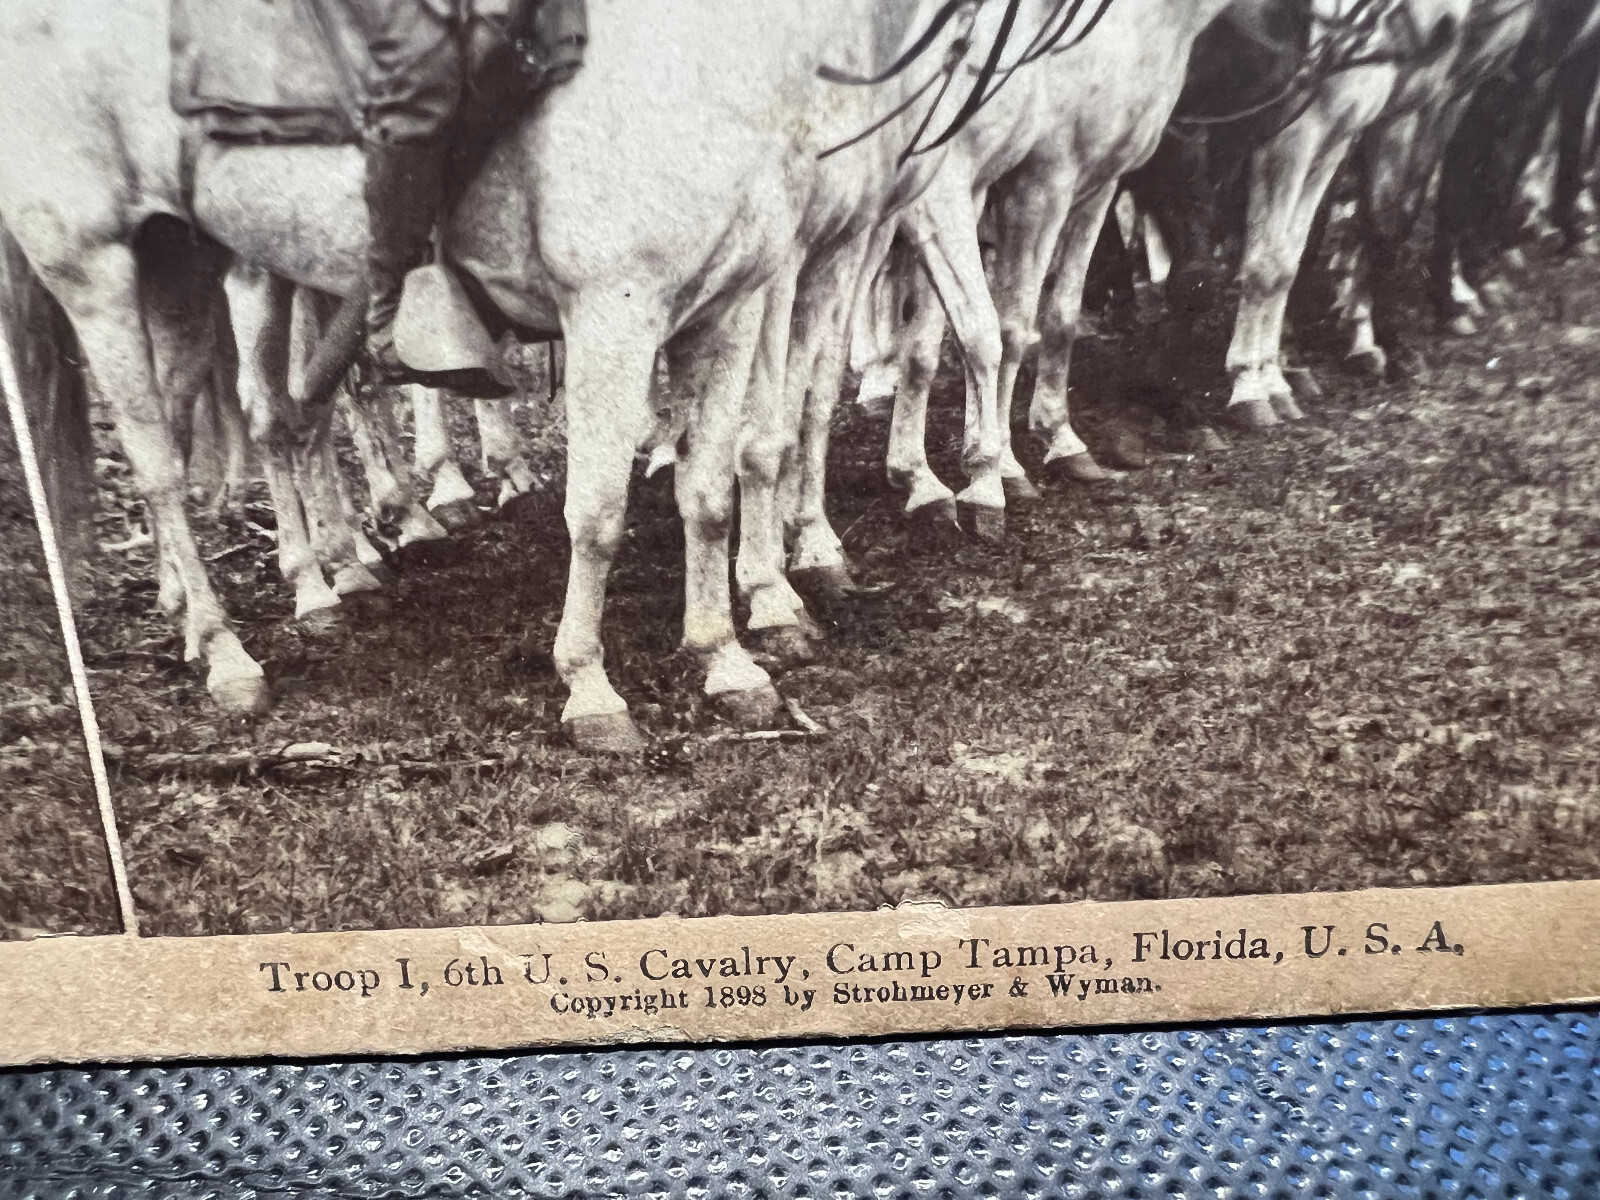 Troop I, 6th U. S. Cavalry, Camp Tampa, Florida, U. S. A.
Copyright 1898 by Strohmeyer & Wyman.